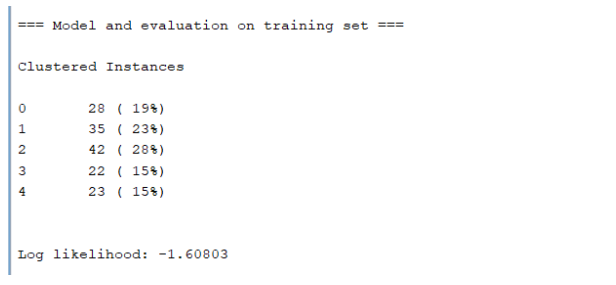 === Model and evaluation on training set ===
Clustered Instances
0 28 ( 19%)
1 35 ( 23%)
2 42 ( 28%)
3 22 ( 15%)
4 23 ( 15%)
Log likelihood: -1.60803